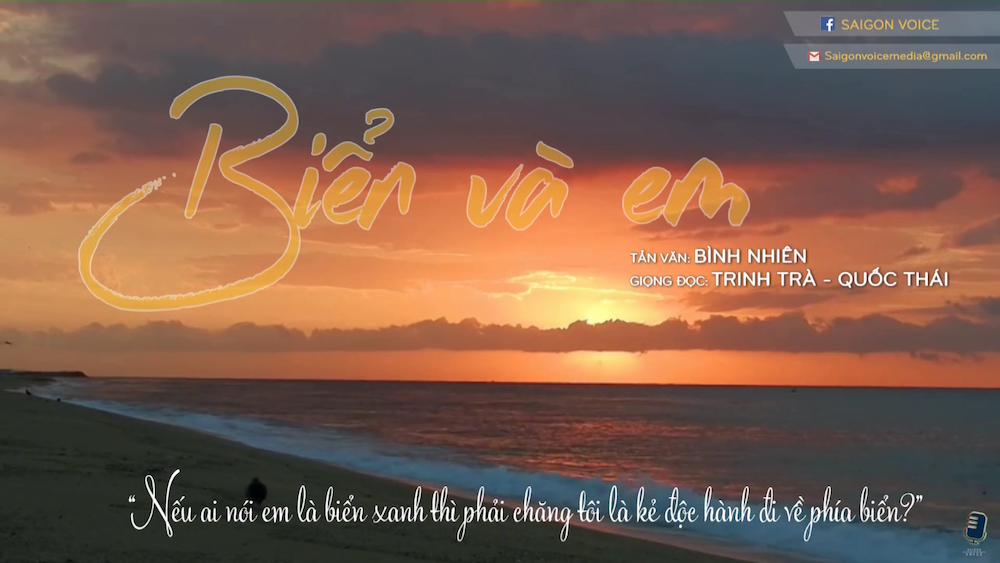 SAIGON VOICE
Saigonvoicemedia@gmail.com
Biển và em
TẢN VĂN: BÌNH NHIÊN
GIỌNG ĐỌC: TRINH TRÀ - QUỐC THÁI
“Nếu ai nói em là biển xanh thì phải chăng tôi là kẻ độc hành đi về phía biển?”